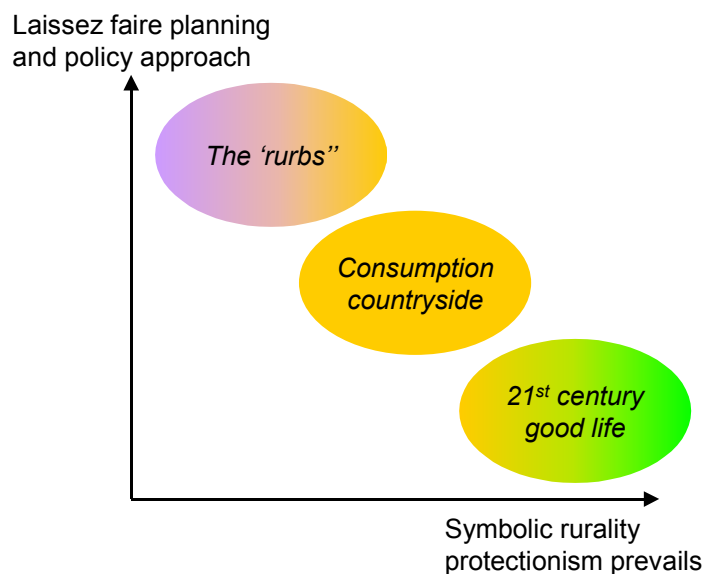 Laissez faire planning
and policy approach
The ‘rurbs’’
Consumption
countryside
21st century
good life
Symbolic rurality
protectionism prevails